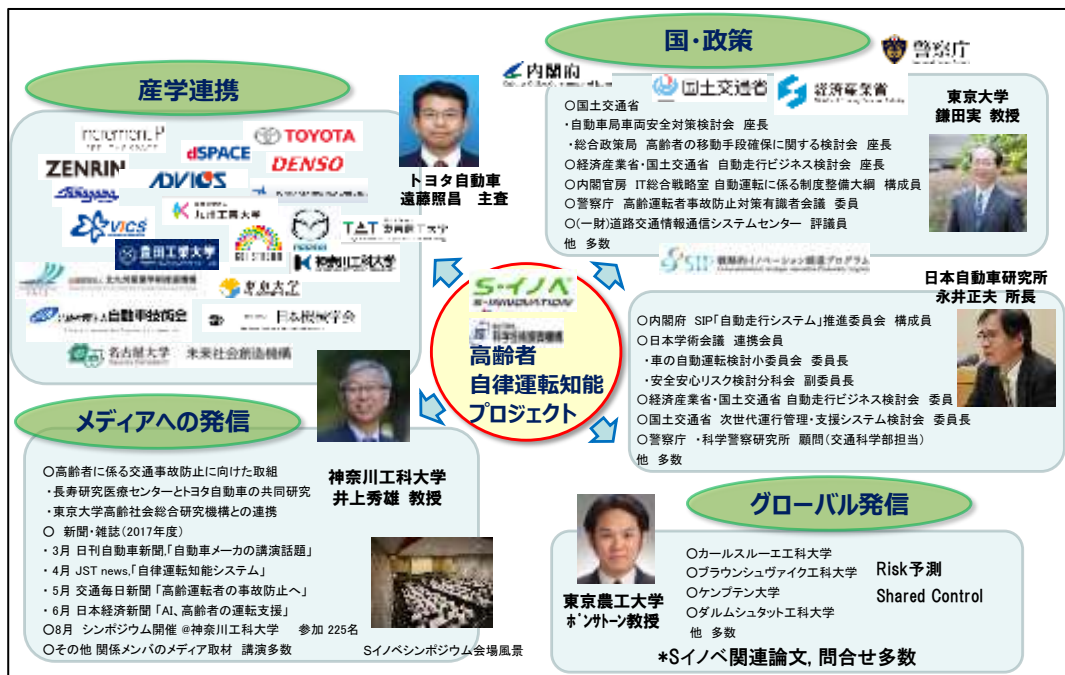 産学連携
increment P
TOYOTA
dSPACE
ZENRIN
DENSO
ADVICS
九州工業大学
VICS
豊田工業大学
神奈川工科大学
東京大学
自動車技術会
日本機械学会
名古屋大学 未来社会創造機構
トヨタ自動車
遠藤照昌 主査
国・政策
内閣府
国土交通省
経済産業省
警察庁
東京大学
鎌田実 教授
○国土交通省
・自動車局車両安全対策検討会 座長
・総合政策局 高齢者の移動手段確保に関する検討会 座長
○経済産業省・国土交通省 自動走行ビジネス検討会 座長
○内閣官房 IT総合戦略室 自動運転に係る制度整備大綱 構成員
○警察庁 高齢運転者事故防止対策有識者会議 委員
○(一財)道路交通情報通信システムセンター 評議員
他 多数
SIP 戦略的イノベーション創造プログラム
日本自動車研究所
永井正夫 所長
○内閣府 SIP「自動走行システム」推進委員会 構成員
○日本学術会議 連携会員
・車の自動運転検討小委員会 委員長
・安全安心リスク検討分科会 副委員長
○経済産業省・国土交通省 自動走行ビジネス検討会 委員
○国土交通省 次世代運行管理・支援システム検討会 委員長
○警察庁 ・科学警察研究所 顧問(交通科学部担当)
他 多数
S-イノベ
S-INNOVATION
高齢者
自律運転知能
プロジェクト
メディアへの発信
神奈川工科大学
井上秀雄 教授
○高齢者に係る交通事故防止に向けた取組
・長寿研究医療センターとトヨタ自動車の共同研究
・東京大学高齢社会総合研究機構との連携
○ 新聞・雑誌(2017年度)
・3月 日刊自動車新聞,「自動車メーカの講演話題」
・4月 JST news,「自律運転知能システム」
・5月 交通毎日新聞 「高齢運転者の事故防止へ」
・6月 日本経済新聞 「AI、高齢者の運転支援」
○8月 シンポジウム開催 @神奈川工科大学 参加 225名
○その他 関係メンバのメディア取材 講演多数
Sイノベシンポジウム会場風景
グローバル発信
東京農工大学
ポンサトーン教授
○カールスルーエ工科大学
○ブラウンシュヴァイク工科大学
○ケンプテン大学
○ダルムシュタット工科大学
他 多数
Risk予測
Shared Control
*Sイノベ関連論文, 問合せ多数